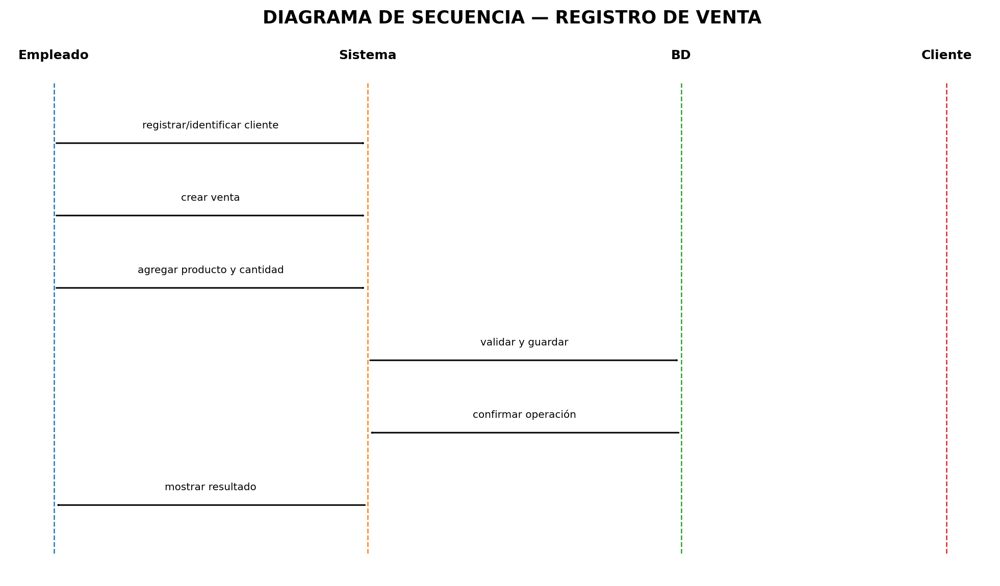 DIAGRAMA DE SECUENCIA — REGISTRO DE VENTA
Empleado
Sistema
BD
Cliente
registrar/identificar cliente
crear venta
agregar producto y cantidad
validar y guardar
confirmar operación
mostrar resultado